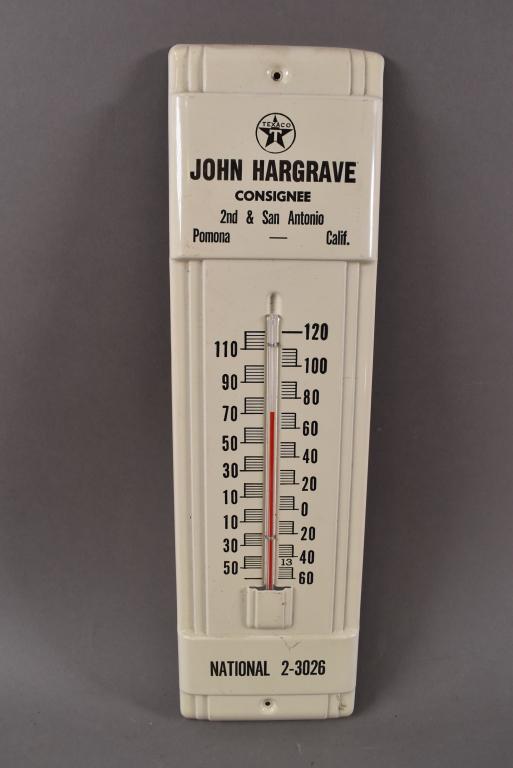 TEXACO
T
JOHN HARGRAVE
CONSIGNEE
2nd & San Antonio
Pomona — Calif.
120
110
100
90
80
70
60
50
40
30
20
10
0
10
20
30
40
13
50
60
NATIONAL 2-3026